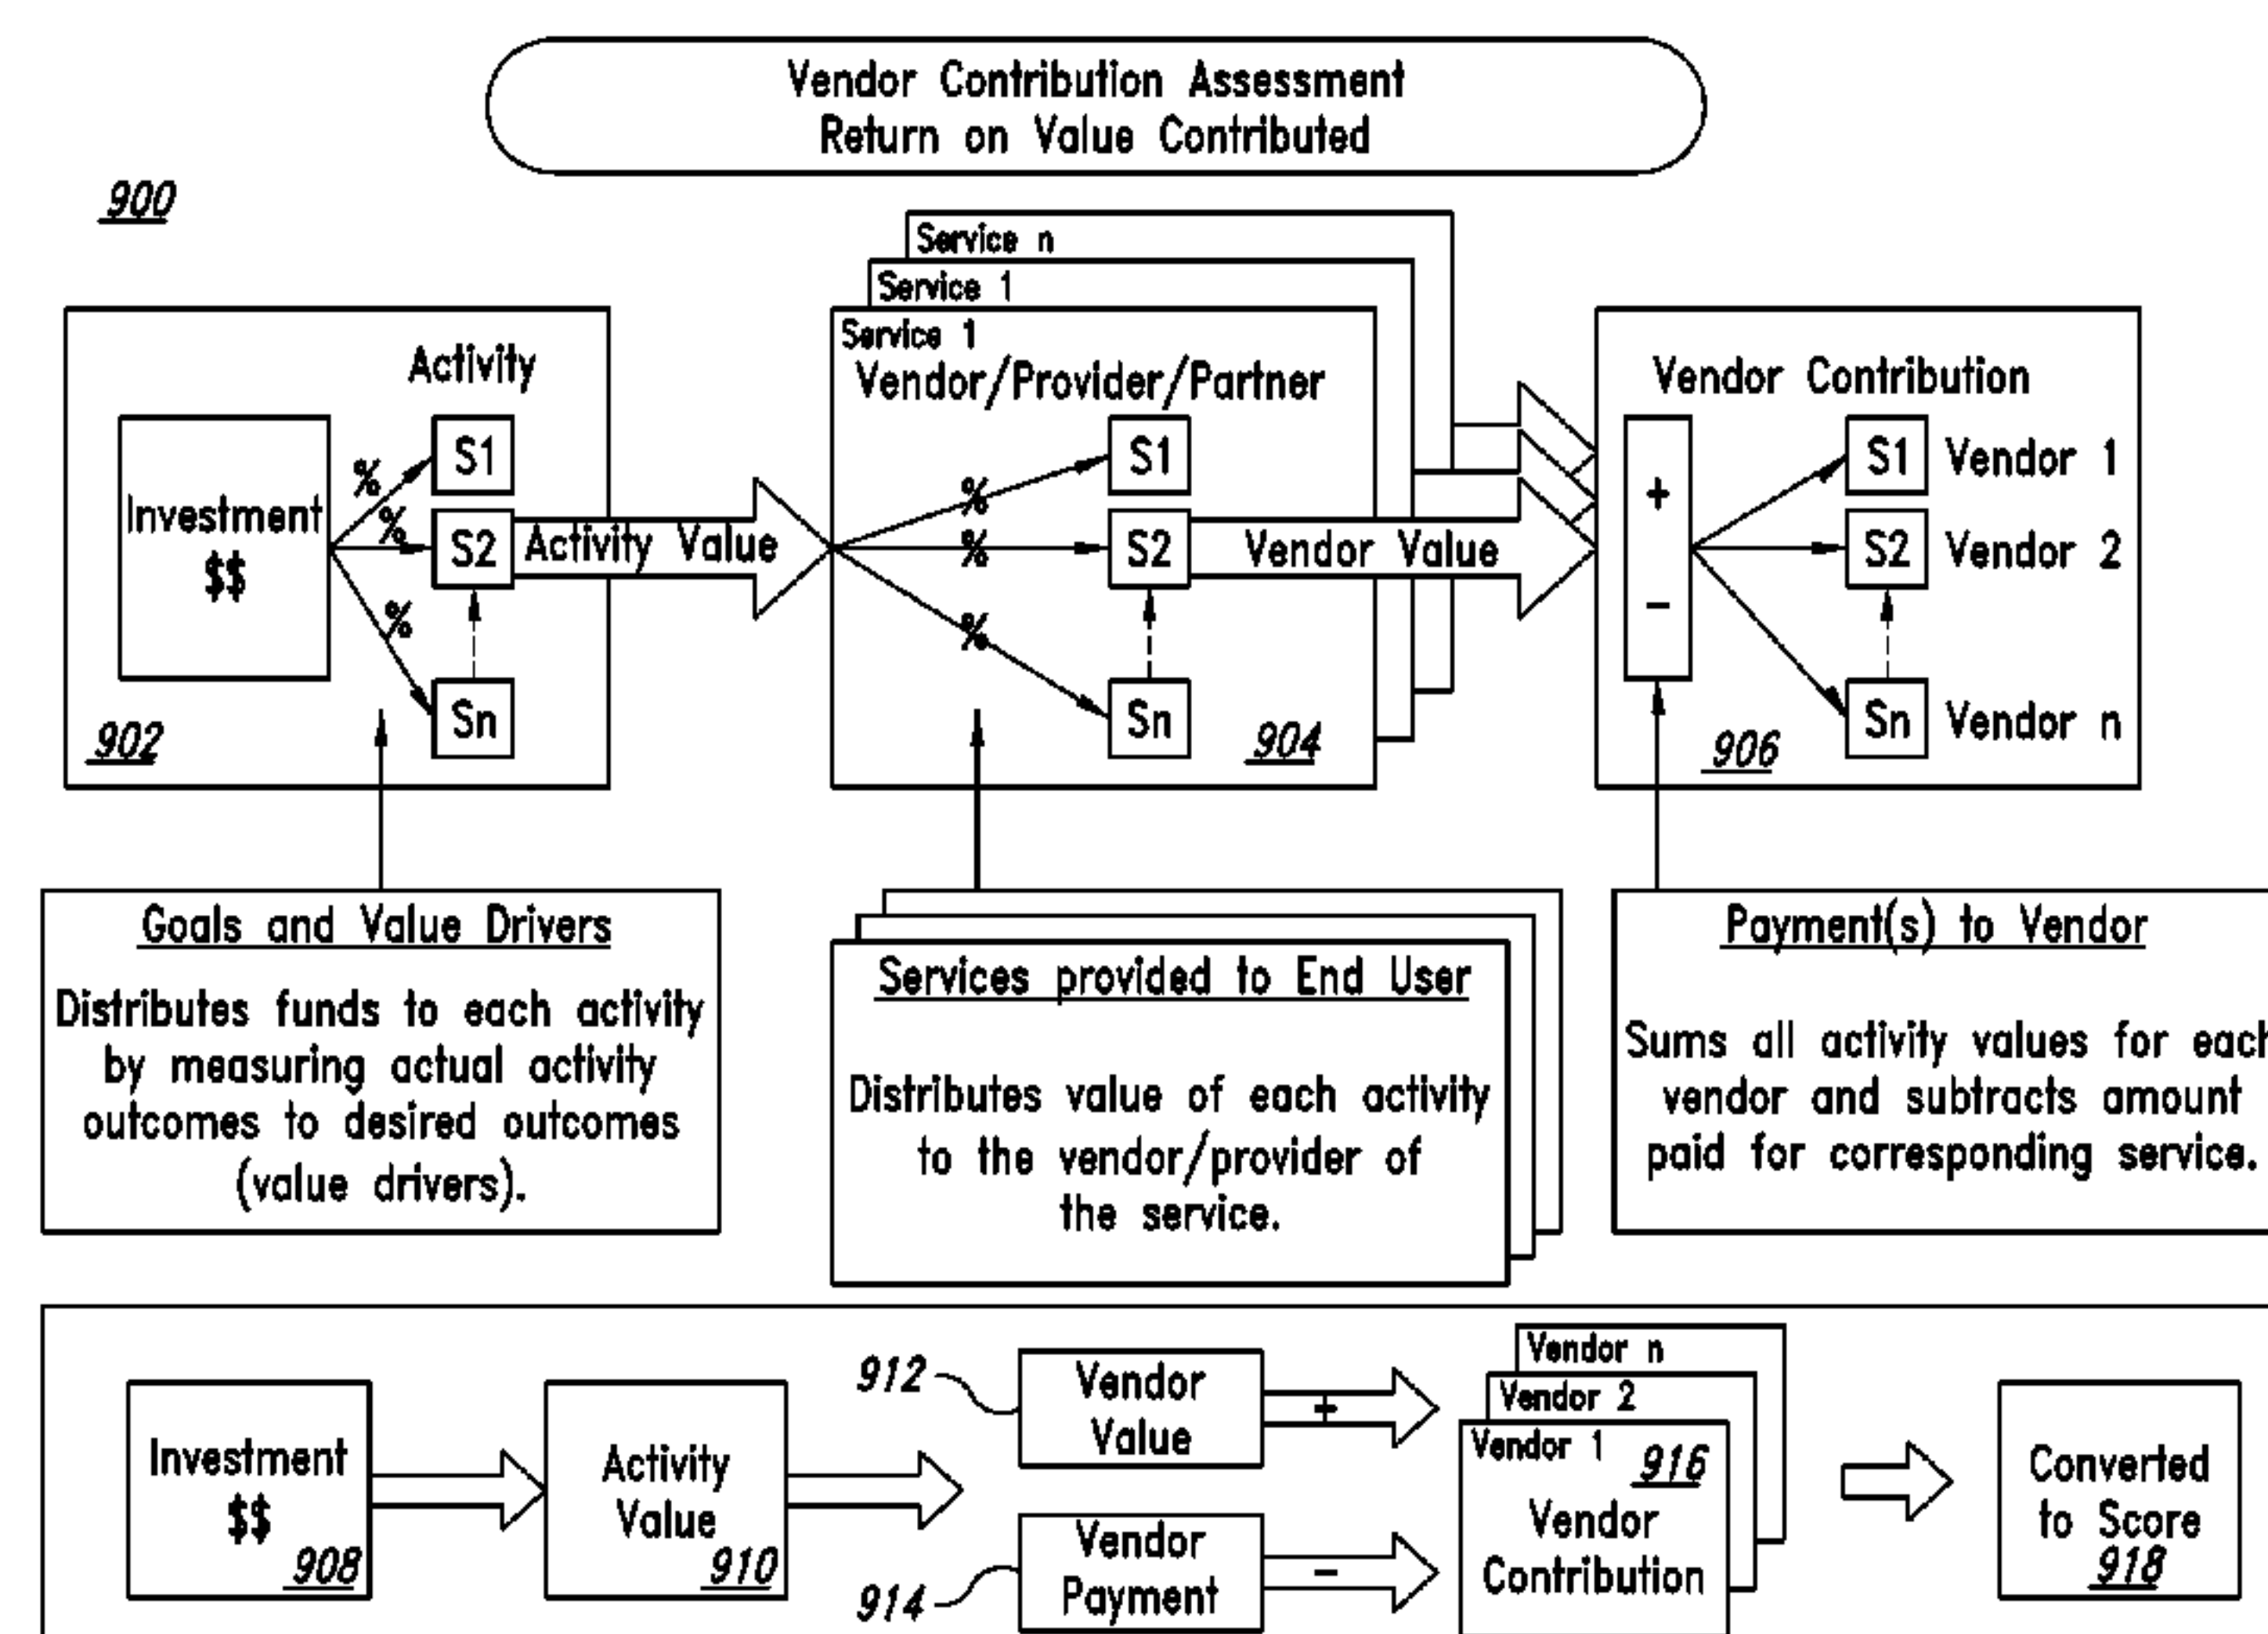 Vendor Contribution Assessment
Return on Value Contributed
900
Service n
Service 1
Service 1
Activity
Vendor/Provider/Partner
Vendor Contribution
Investment
$$
%
%
%
S1
S2
Sn
Activity Value
%
%
%
S1
S2
Sn
Vendor Value
+
-
S1 Vendor 1
S2 Vendor 2
Sn Vendor n
902
904
906
Goals and Value Drivers
Distributes funds to each activity
by measuring actual activity
outcomes to desired outcomes
(value drivers).
Services provided to End User
Distributes value of each activity
to the vendor/provider of
the service.
Payment(s) to Vendor
Sums all activity values for each
vendor and subtracts amount
paid for corresponding service.
Investment
$$
908
Activity
Value
910
912
Vendor
Value
+
914
Vendor
Payment
-
Vendor n
Vendor 2
Vendor 1
916
Vendor
Contribution
Converted
to Score
918